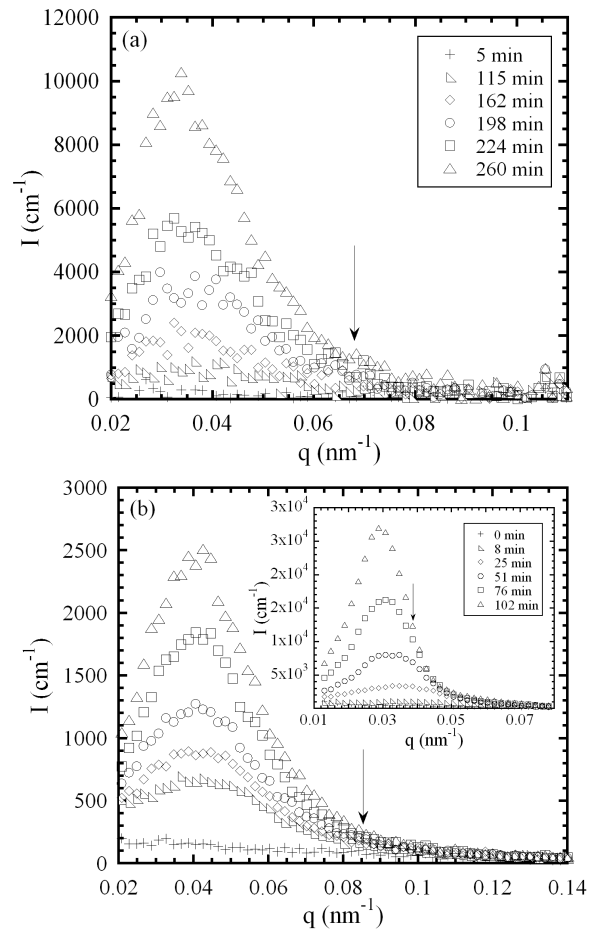 (a)
5 min
115 min
162 min
198 min
224 min
260 min
12000
10000
8000
6000
4000
2000
0
I (cm⁻¹)
0.02 0.04 0.06 0.08 0.1
q (nm⁻¹)
(b)
3000
2500
2000
1500
1000
500
0
I (cm⁻¹)
3x10⁴
2x10⁴
2x10⁴
1x10⁴
5x10³
I (cm⁻¹)
0 min
8 min
25 min
51 min
76 min
102 min
0.01 0.03 0.05 0.07
q (nm⁻¹)
0.02 0.04 0.06 0.08 0.1 0.12 0.14
q (nm⁻¹)